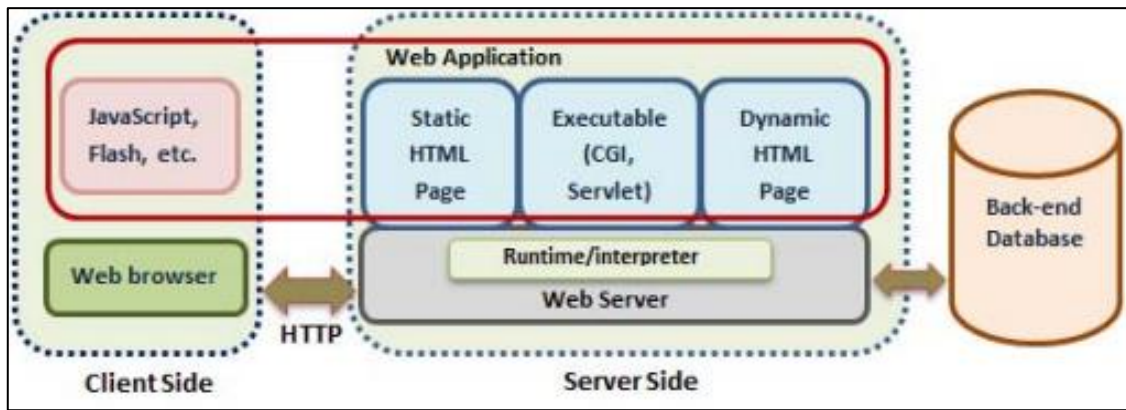 Web Application
JavaScript,
Flash, etc.
Static
HTML
Page
Executable
(CGI,
Servlet)
Dynamic
HTML
Page
Back-end
Database
Web browser
HTTP
Runtime/interpreter
Web Server
Client Side
Server Side